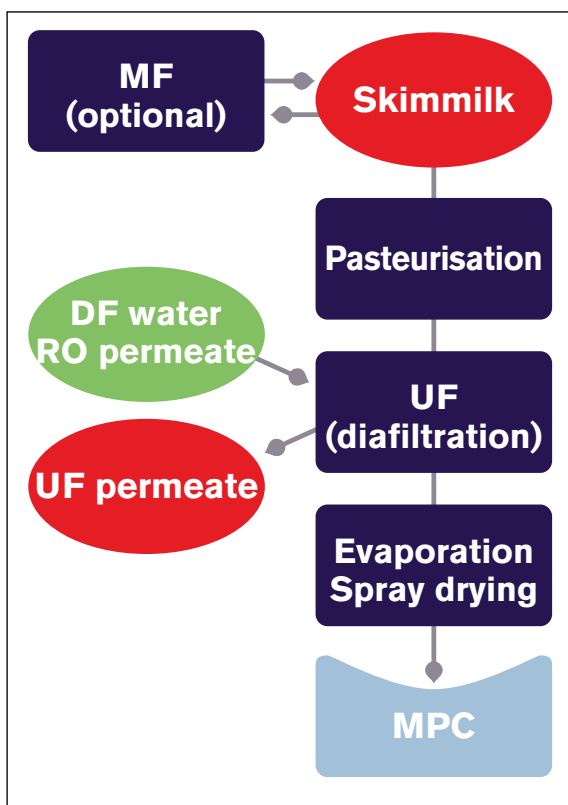 MF
(optional)
Skimmilk
Pasteurisation
DF water
RO permeate
UF
(diafiltration)
UF permeate
Evaporation
Spray drying
MPC